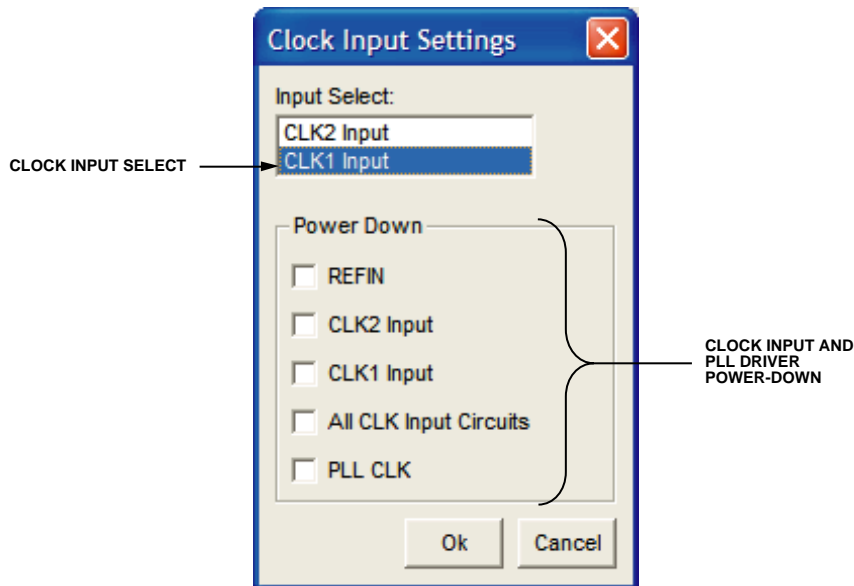 Clock Input Settings
Input Select:
CLK2 Input
CLK1 Input
CLOCK INPUT SELECT
Power Down
REFIN
CLK2 Input
CLK1 Input
All CLK Input Circuits
PLL CLK
CLOCK INPUT AND
PLL DRIVER
POWER-DOWN
Ok
Cancel